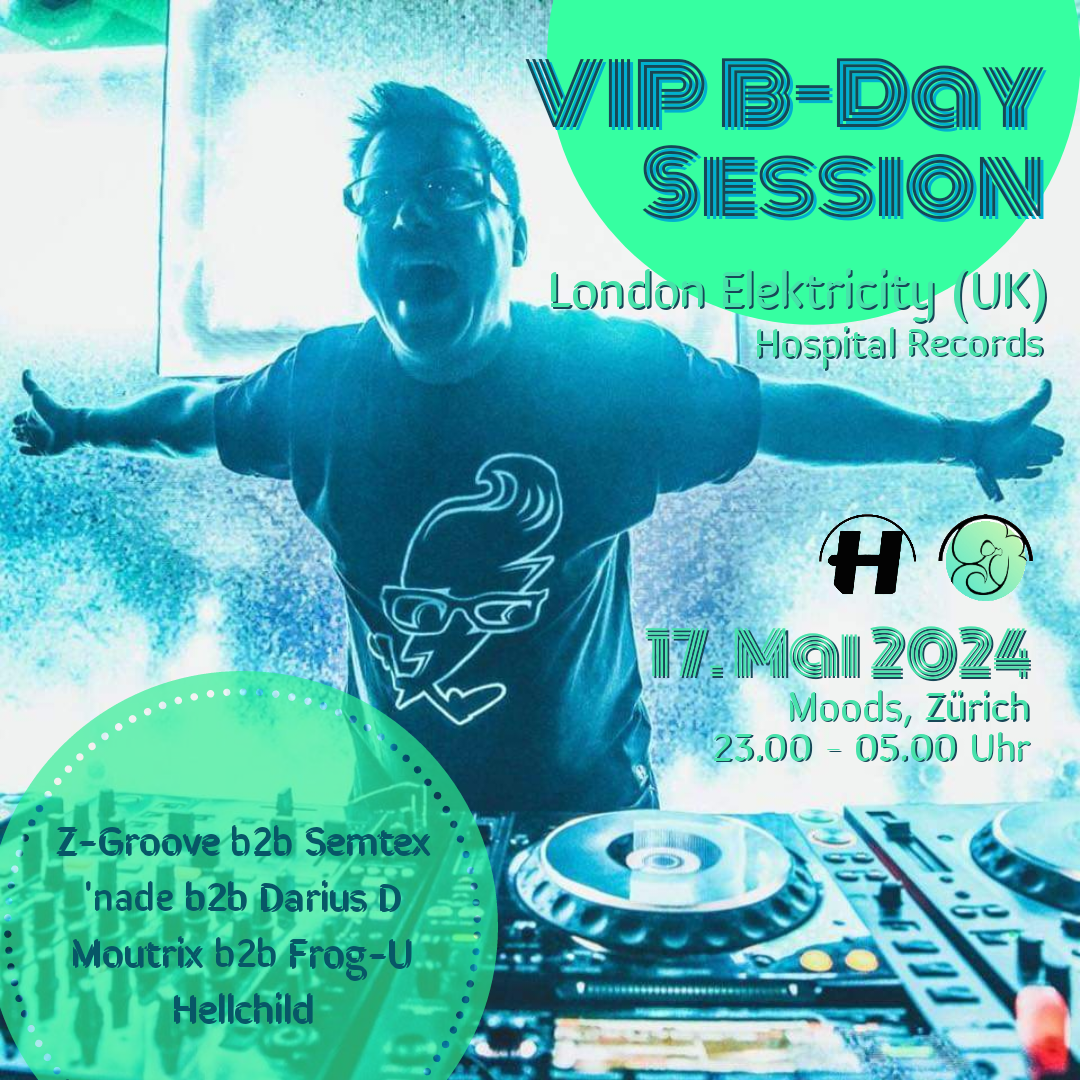 VIP B-Day
Session
London Elektricity (UK)
Hospital Records
H
17. Mai 2024
Moods, Zürich
23.00 - 05.00 Uhr
Z-Groove b2b Semtex
'nade b2b Darius D
Moutrix b2b Frog-U
Hellchild